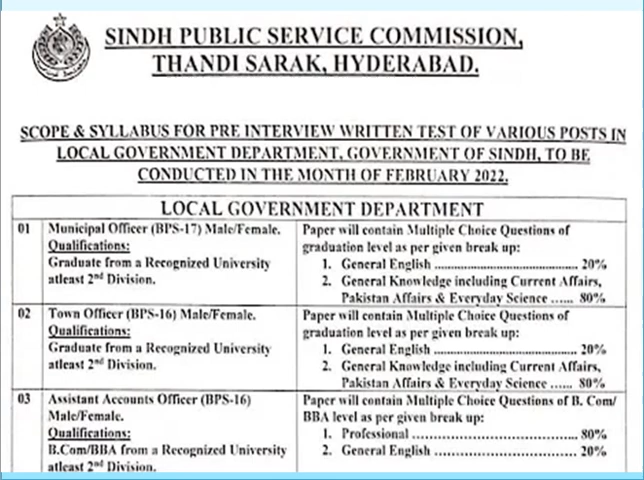 SINDH PUBLIC SERVICE COMMISSION,
THANDI SARAK, HYDERABAD.
SCOPE & SYLLABUS FOR PRE INTERVIEW WRITTEN TEST OF VARIOUS POSTS IN
LOCAL GOVERNMENT DEPARTMENT, GOVERNMENT OF SINDH, TO BE
CONDUCTED IN THE MONTH OF FEBRUARY 2022.
LOCAL GOVERNMENT DEPARTMENT
01
Municipal Officer (BPS-17) Male/Female.
Qualifications:
Graduate from a Recognized University
atleast 2nd Division.
Paper will contain Multiple Choice Questions of
graduation level as per given break up:
1. General English ................................ 20%
2. General Knowledge including Current Affairs,
Pakistan Affairs & Everyday Science ...... 80%
02
Town Officer (BPS-16) Male/Female.
Qualifications:
Graduate from a Recognized University
atleast 2nd Division.
Paper will contain Multiple Choice Questions of
graduation level as per given break up:
1. General English ................................ 20%
2. General Knowledge including Current Affairs,
Pakistan Affairs & Everyday Science ...... 80%
03
Assistant Accounts Officer (BPS-16)
Male/Female.
Qualifications:
B.Com/BBA from a Recognized University
atleast 2nd Division.
Paper will contain Multiple Choice Questions of B. Com/
BBA level as per given break up:
1. Professional ..................................... 80%
2. General English ................................ 20%